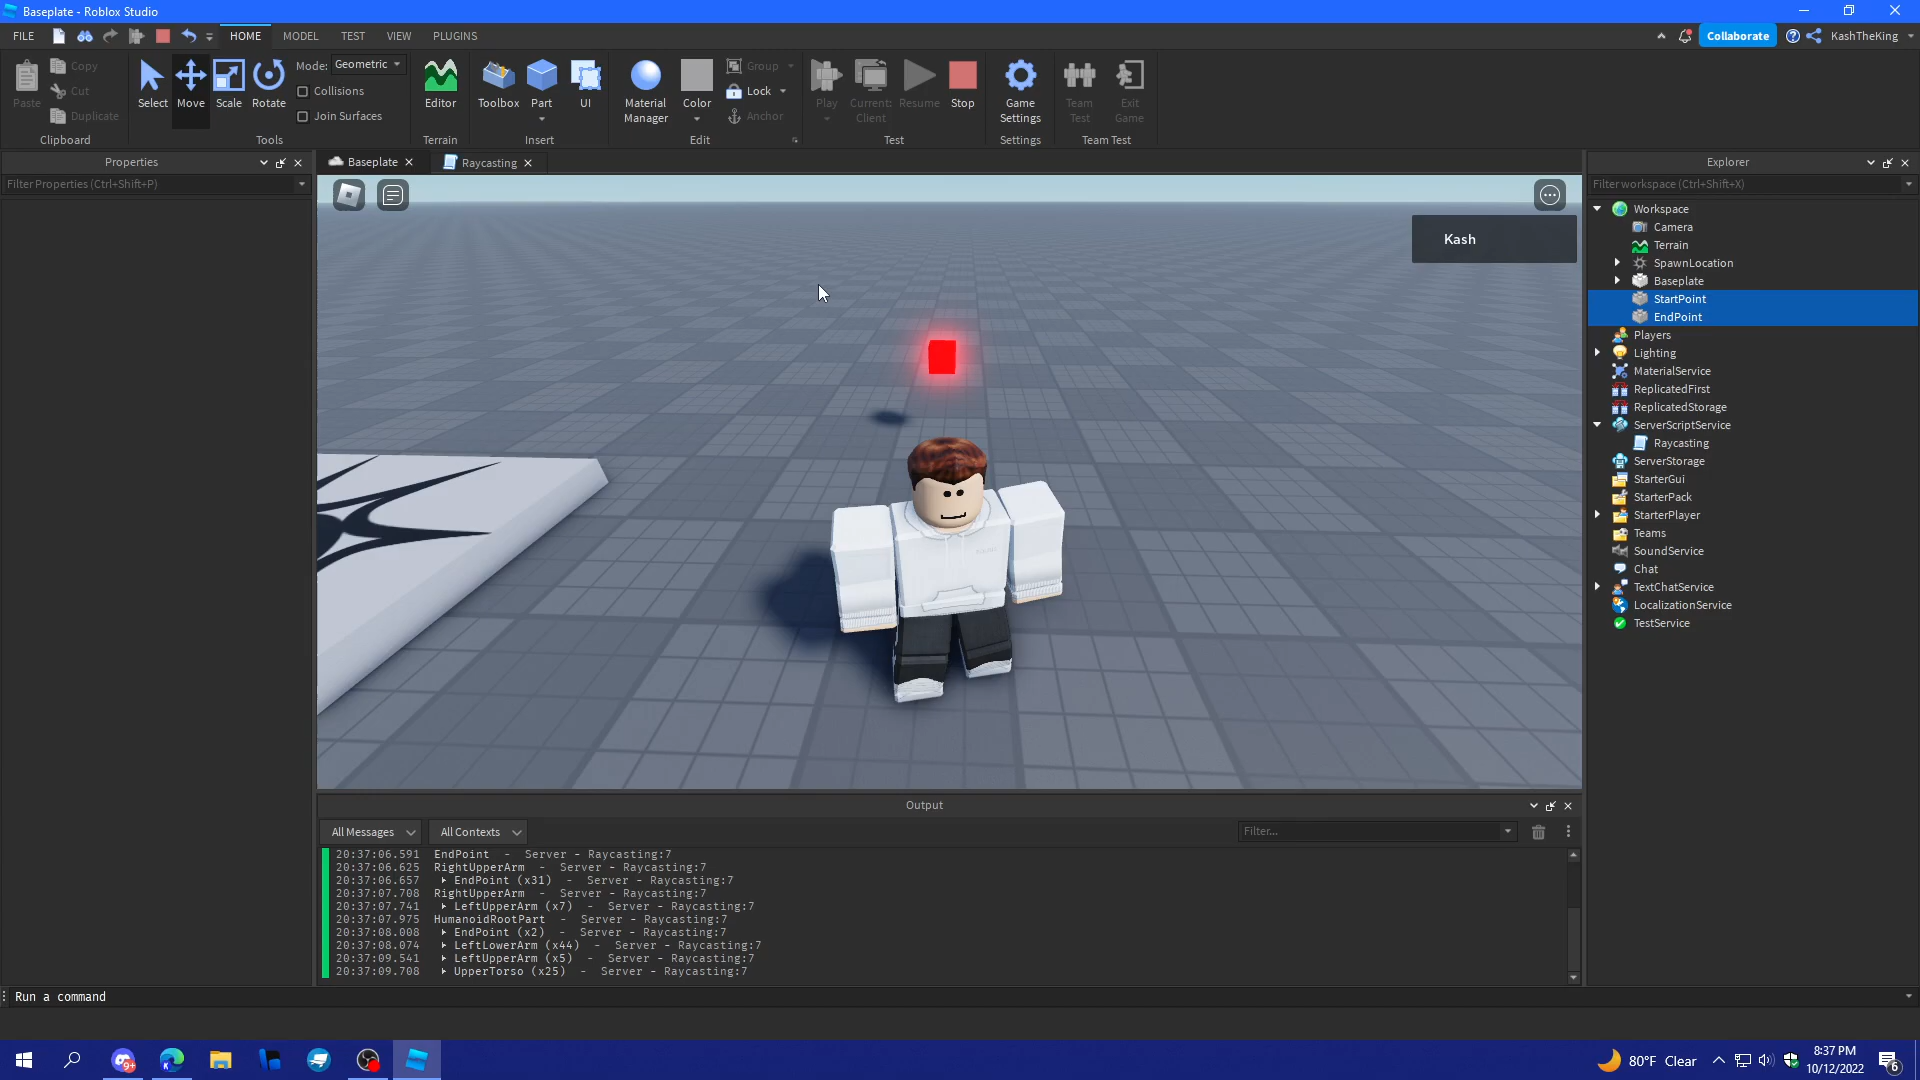 Baseplate - Roblox Studio
FILE HOME MODEL TEST VIEW PLUGINS Collaborate KashTheKing
Paste Copy Cut Duplicate Clipboard
Select Move Scale Rotate Mode: Geometric Collisions Join Surfaces Tools
Editor Terrain
Toolbox Part UI Insert
Material Manager Color Group Lock Anchor Edit
Play Current: Client Resume Stop Test
Game Settings Settings
Team Test Exit Game Team Test
Properties
Filter Properties (Ctrl+Shift+P)
Baseplate Raycasting
Kash
Explorer
Filter workspace (Ctrl+Shift+X)
Workspace
Camera
Terrain
SpawnLocation
Baseplate
StartPoint
EndPoint
Players
Lighting
MaterialService
ReplicatedFirst
ReplicatedStorage
ServerScriptService
Raycasting
ServerStorage
StarterGui
StarterPack
StarterPlayer
Teams
SoundService
Chat
TextChatService
LocalizationService
TestService
Output
All Messages All Contexts Filter...
20:37:06.591 EndPoint - Server - Raycasting:7
20:37:06.625 RightUpperArm - Server - Raycasting:7
20:37:06.657 EndPoint (x31) - Server - Raycasting:7
20:37:07.708 RightUpperArm - Server - Raycasting:7
20:37:07.741 LeftUpperArm (x7) - Server - Raycasting:7
20:37:07.975 HumanoidRootPart - Server - Raycasting:7
20:37:08.008 EndPoint (x2) - Server - Raycasting:7
20:37:08.074 LeftLowerArm (x44) - Server - Raycasting:7
20:37:09.541 LeftUpperArm (x5) - Server - Raycasting:7
20:37:09.708 UpperTorso (x25) - Server - Raycasting:7
Run a command
9+
80°F Clear
8:37 PM
10/12/2022
6